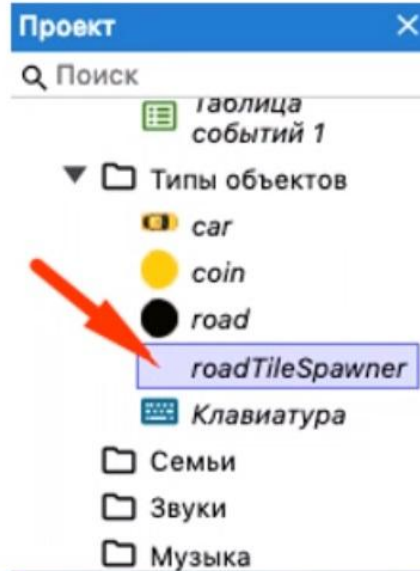 Проект
Поиск
Таблица
событий 1
Типы объектов
car
coin
road
roadTileSpawner
Клавиатура
Семьи
Звуки
Музыка